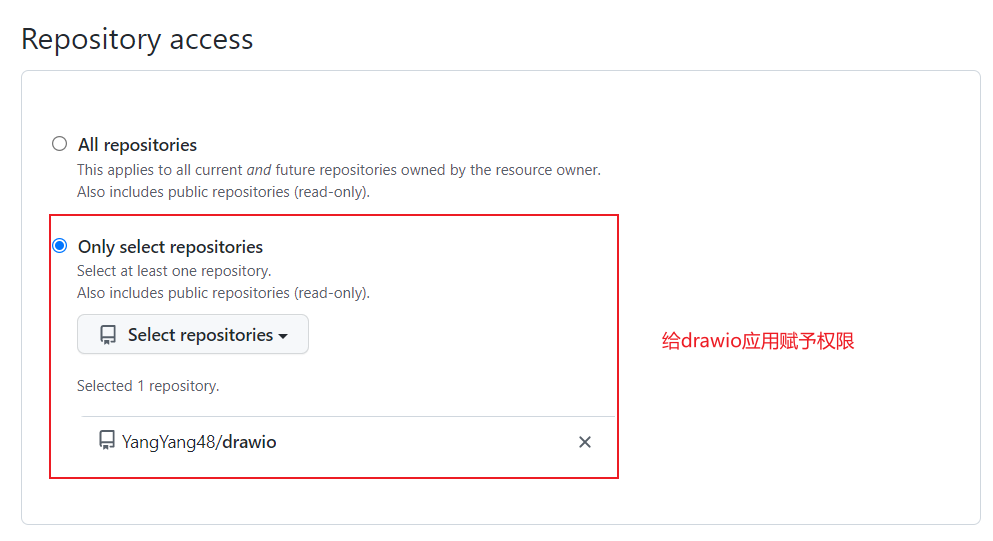 Repository access
All repositories
This applies to all current and future repositories owned by the resource owner.
Also includes public repositories (read-only).
Only select repositories
Select at least one repository.
Also includes public repositories (read-only).
Select repositories
给drawio应用赋予权限
Selected 1 repository.
YangYang48/drawio